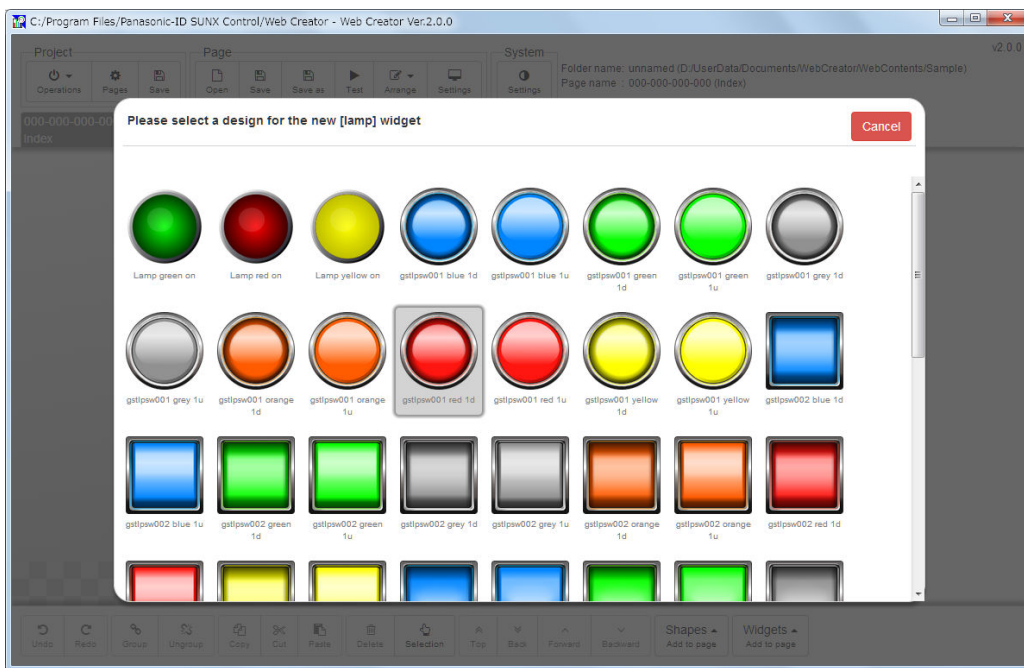 C:/Program Files/Panasonic-ID SUNX Control/Web Creator - Web Creator Ver.2.0.0
Project
Page
System
v2.0.0
Operations
Pages
Save
Open
Save
Save as
Test
Arrange
Settings
Settings
Folder name: unnamed (D:/UserData/Documents/WebCreator/WebContents/Sample)
Page name : 000-000-000-000 (Index)
000-000-000-00
Index
Please select a design for the new [lamp] widget
Cancel
Lamp green on
Lamp red on
Lamp yellow on
gstlpsw001 blue 1d
gstlpsw001 blue 1u
gstlpsw001 green
1d
gstlpsw001 green
1u
gstlpsw001 grey 1d
gstlpsw001 grey 1u
gstlpsw001 orange
1d
gstlpsw001 orange
1u
gstlpsw001 red 1d
gstlpsw001 red 1u
gstlpsw001 yellow
1d
gstlpsw001 yellow
1u
gstlpsw002 blue 1d
gstlpsw002 blue 1u
gstlpsw002 green
1d
gstlpsw002 green
1u
gstlpsw002 grey 1d
gstlpsw002 grey 1u
gstlpsw002 orange
1d
gstlpsw002 orange
1u
gstlpsw002 red 1d
Undo
Redo
Group
Ungroup
Copy
Cut
Paste
Delete
Selection
Top
Back
Forward
Backward
Shapes
Add to page
Widgets
Add to page